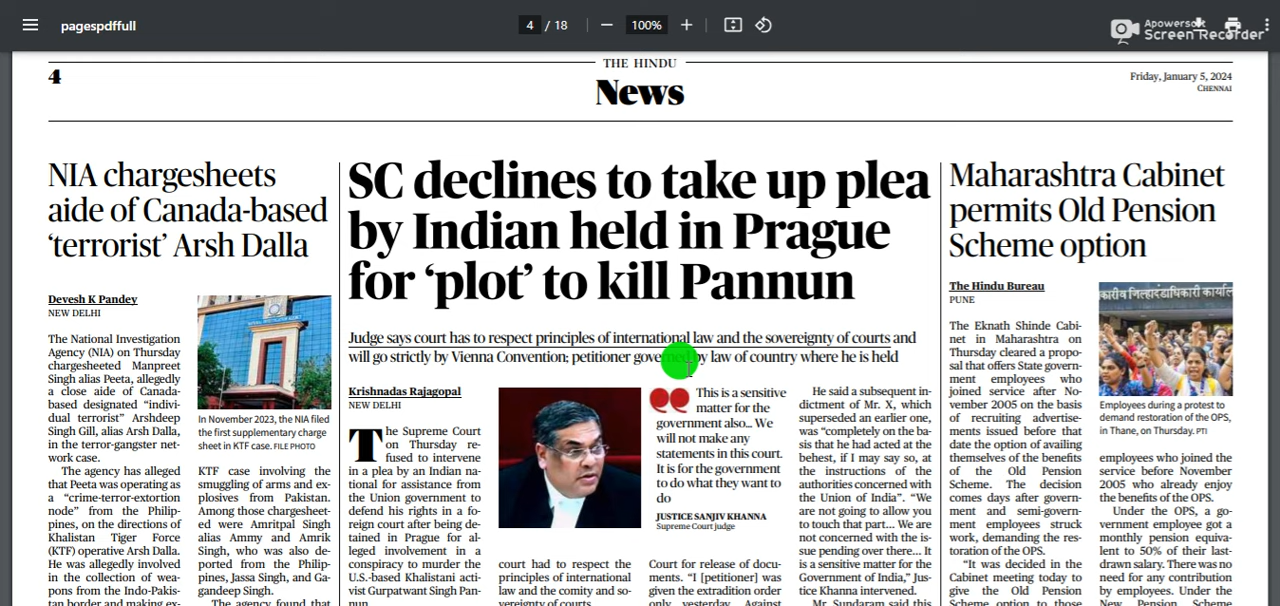 pagespdffull
4 / 18
100%
Apowersoft
Screen Recorder
THE HINDU
4
News
Friday, January 5, 2024
CHENNAI
NIA chargesheets
aide of Canada-based
‘terrorist’ Arsh Dalla
Devesh K Pandey
NEW DELHI
The National Investigation
Agency (NIA) on Thursday
chargesheeted Manpreet
Singh alias Peeta, allegedly
a close aide of Canada-
based designated “indivi-
dual terrorist” Arshdeep
Singh Gill, alias Arsh Dalla,
in the terror-gangster net-
work case.
The agency has alleged
that Peeta was operating as
a “crime-terror-extortion
node” from the Philip-
pines, on the directions of
Khalistan Tiger Force
(KTF) operative Arsh Dalla.
He was allegedly involved
in the collection of wea-
pons from the Indo-Pakis-
tan border and making ex-
In November 2023, the NIA filed
the first supplementary charge
sheet in KTF case. FILE PHOTO
KTF case involving the
smuggling of arms and ex-
plosives from Pakistan.
Among those chargesheet-
ed were Amritpal Singh
alias Ammy and Amrik
Singh, who was also de-
ported from the Philip-
pines, Jassa Singh, and Ga-
gandeep Singh.
The agency found that
SC declines to take up plea
by Indian held in Prague
for ‘plot’ to kill Pannun
Judge says court has to respect principles of international law and the sovereignty of courts and
will go strictly by Vienna Convention; petitioner governed by law of country where he is held
Krishnadas Rajagopal
NEW DELHI
The Supreme Court
on Thursday re-
fused to intervene
in a plea by an Indian na-
tional for assistance from
the Union government to
defend his rights in a fo-
reign court after being de-
tained in Prague for al-
leged involvement in a
conspiracy to murder the
U.S.-based Khalistani acti-
vist Gurpatwant Singh Pan-
nun.
court had to respect the
principles of international
law and the comity and so-
vereignty of courts.
This is a sensitive
matter for the
government also... We
will not make any
statements in this court.
It is for the government
to do what they want to
do
JUSTICE SANJIV KHANNA
Supreme Court judge
Court for release of docu-
ments. “I [petitioner] was
given the extradition order
only yesterday. Against
He said a subsequent in-
dictment of Mr. X, which
superseded an earlier one,
was “completely on the ba-
sis that he had acted at the
behest, if I may say so, at
the instructions of the
authorities concerned with
the Union of India”. “We
are not going to allow you
to touch that part... We are
not concerned with the is-
sue pending over there... It
is a sensitive matter for the
Government of India,” Jus-
tice Khanna intervened.
Mr. Sundaram said this
Maharashtra Cabinet
permits Old Pension
Scheme option
The Hindu Bureau
PUNE
The Eknath Shinde Cabi-
net in Maharashtra on
Thursday cleared a propo-
sal that offers State govern-
ment employees who
joined service after No-
vember 2005 on the basis
of recruiting advertise-
ments issued before that
date the option of availing
themselves of the benefits
of the Old Pension
Scheme. The decision
comes days after govern-
ment and semi-govern-
ment employees struck
work, demanding the res-
toration of the OPS.
“It was decided in the
Cabinet meeting today to
give the Old Pension
Scheme option to those
Employees during a protest to
demand restoration of the OPS,
in Thane, on Thursday. PTI
employees who joined the
service before November
2005 who already enjoy
the benefits of the OPS.
Under the OPS, a go-
vernment employee got a
monthly pension equiva-
lent to 50% of their last-
drawn salary. There was no
need for any contribution
by employees. Under the
New Pension Scheme